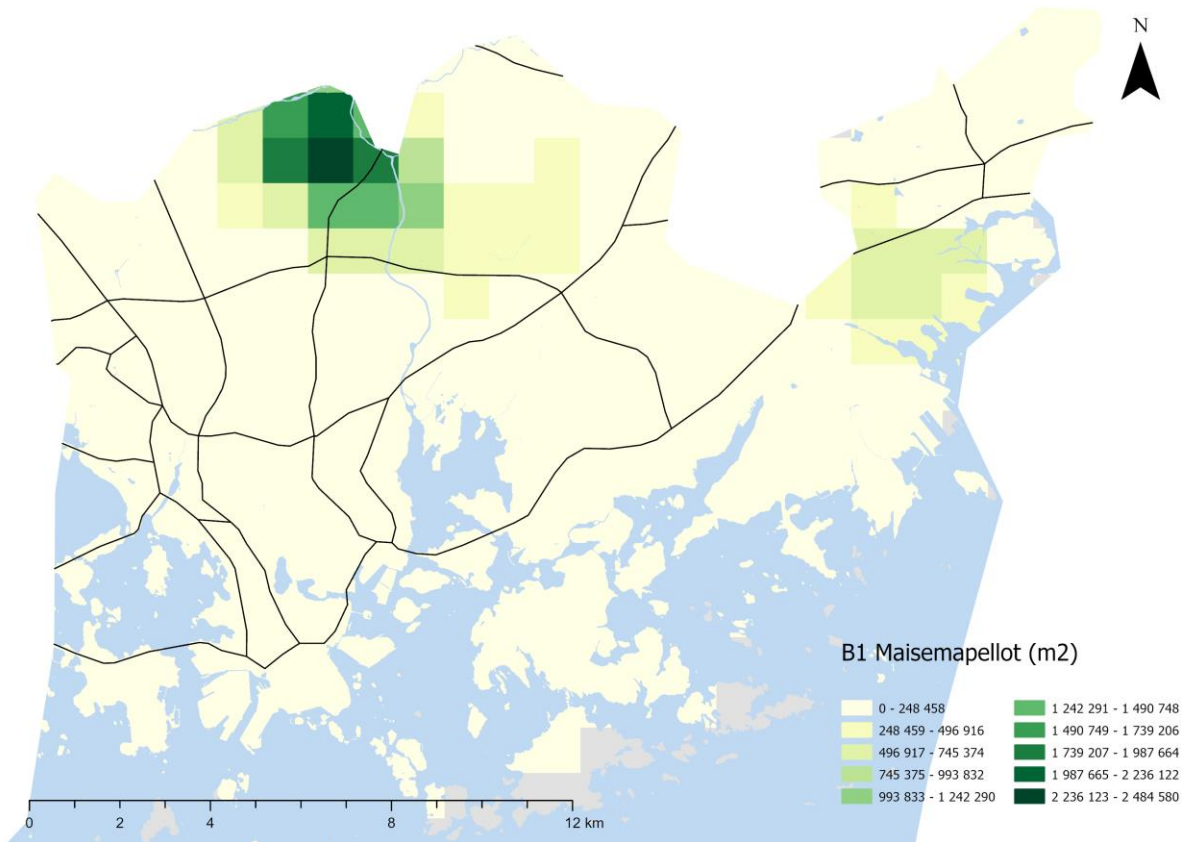 N
B1 Maisemapellot (m2)
0 - 248 458
248 459 - 496 916
496 917 - 745 374
745 375 - 993 832
993 833 - 1 242 290
1 242 291 - 1 490 748
1 490 749 - 1 739 206
1 739 207 - 1 987 664
1 987 665 - 2 236 122
2 236 123 - 2 484 580
0 2 4 8 12 km